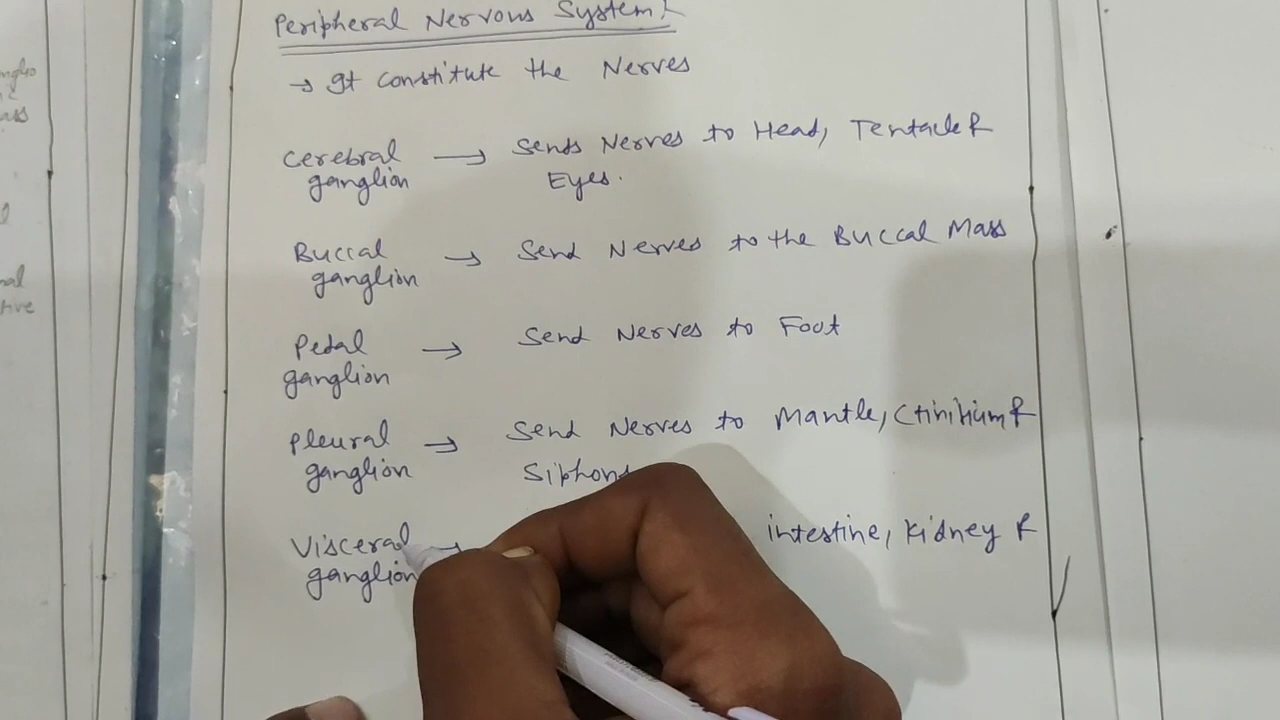 Peripheral Nervous System:
→ It constitute the Nerves
Cerebral ganglion → Sends Nerves to Head, Tentacle &
Eyes.
Buccal ganglion → Send Nerves to the Buccal Mass
Pedal ganglion → Send Nerves to Foot
Pleural ganglion → Send Nerves to Mantle, Ctinitium &
Siphons
Visceral ganglion → intestine, Kidney &